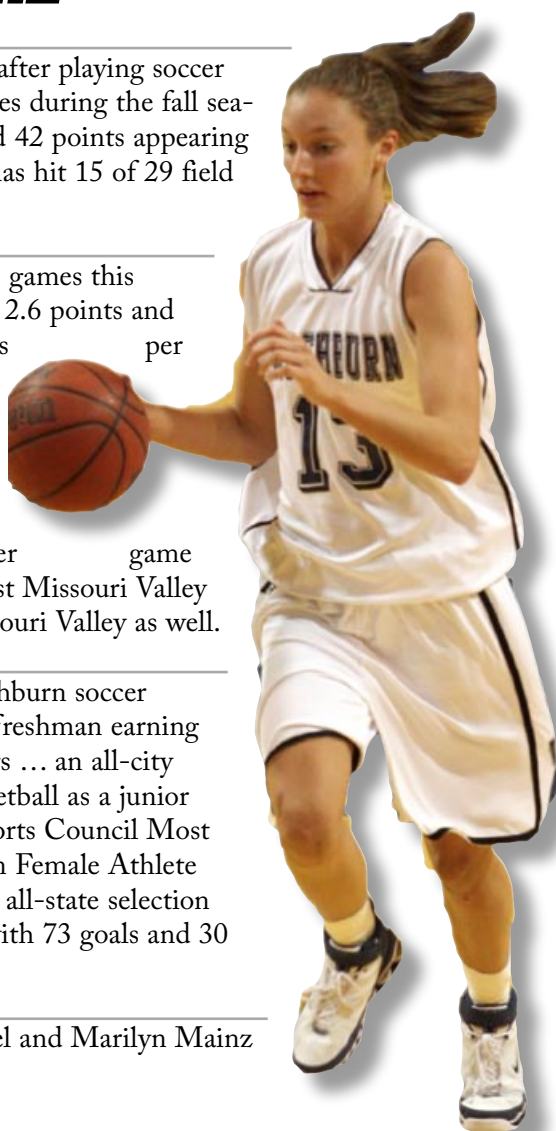 after playing soccer
es during the fall sea-
d 42 points appearing
has hit 15 of 29 field
games this
2.6 points and
s per
er game
st Missouri Valley
ouri Valley as well.
hburn soccer
freshman earning
s … an all-city
etball as a junior
orts Council Most
n Female Athlete
all-state selection
with 73 goals and 30
el and Marilyn Mainz
13